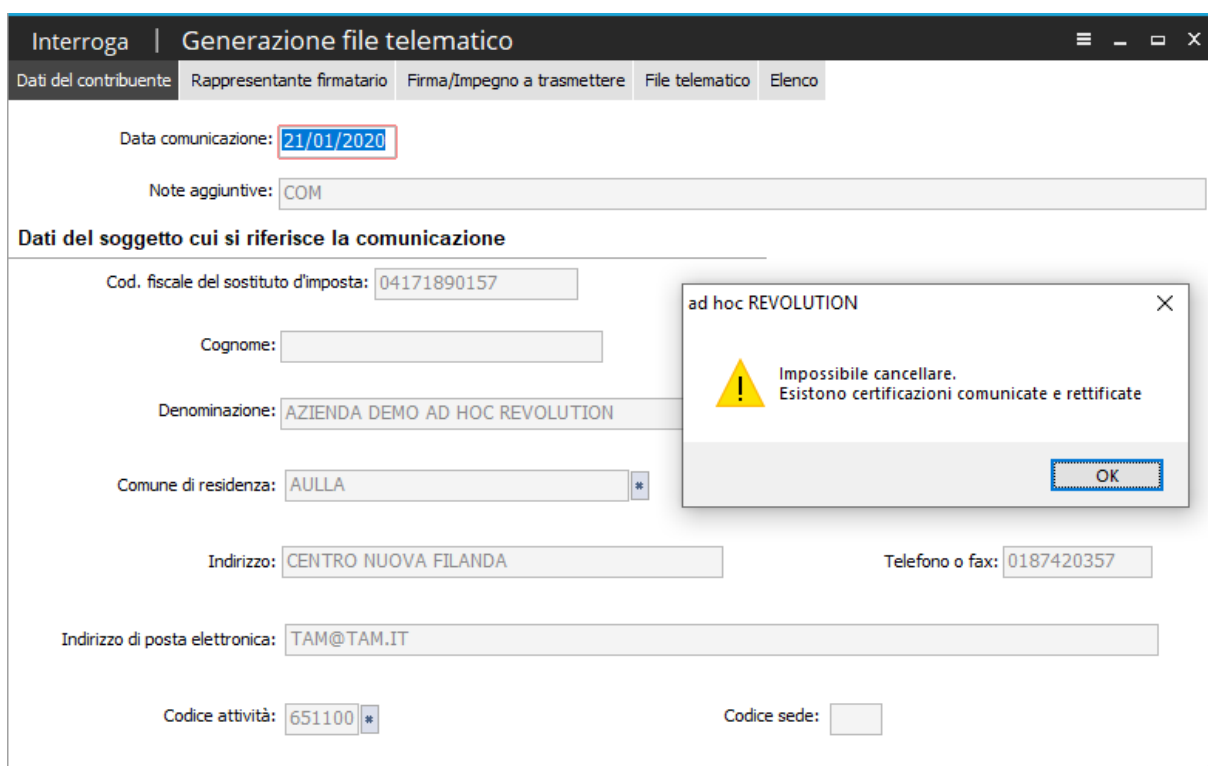 Interroga | Generazione file telematico
Dati del contribuente Rappresentante firmatario Firma/Impegno a trasmettere File telematico Elenco
Data comunicazione: 21/01/2020
Note aggiuntive: COM
Dati del soggetto cui si riferisce la comunicazione
Cod. fiscale del sostituto d'imposta: 04171890157
Cognome:
Denominazione: AZIENDA DEMO AD HOC REVOLUTION
Comune di residenza: AULLA
Indirizzo: CENTRO NUOVA FILANDA Telefono o fax: 0187420357
Indirizzo di posta elettronica: TAM@TAM.IT
Codice attività: 651100 Codice sede:
ad hoc REVOLUTION
Impossibile cancellare.
Esistono certificazioni comunicate e rettificate
OK